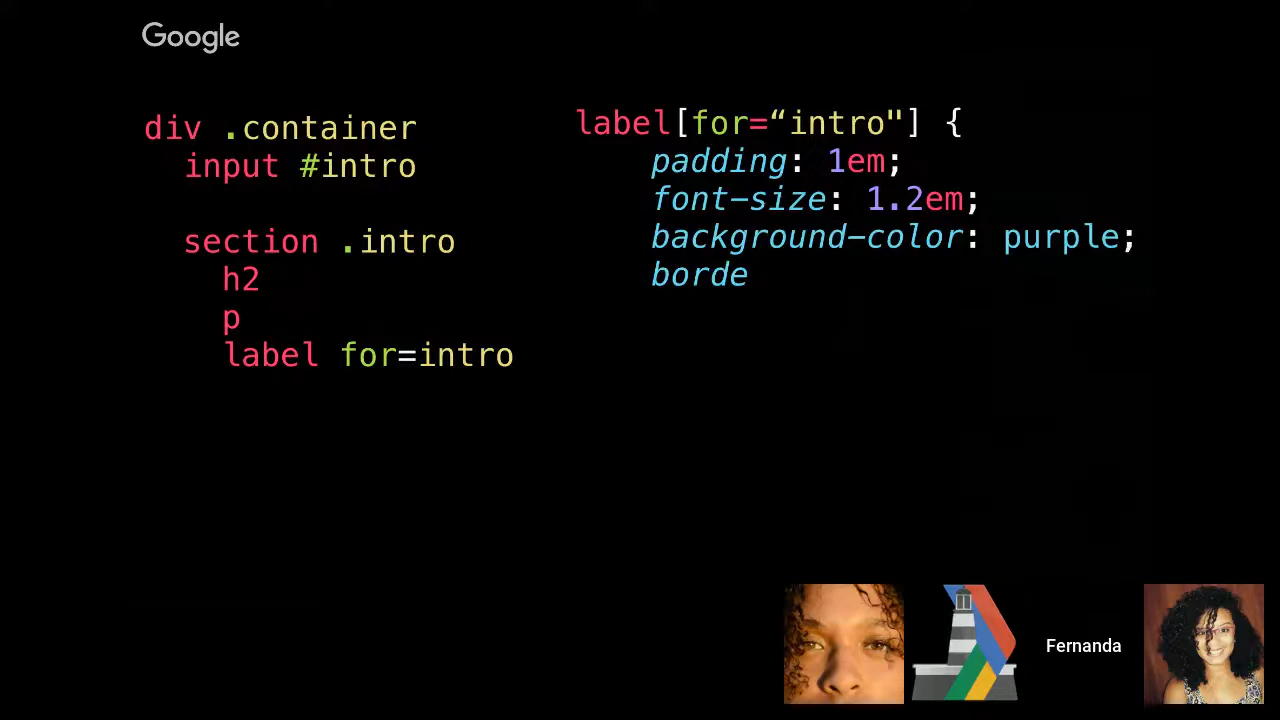 Google
div .container
input #intro
section .intro
h2
p
label for=intro
label[for=“intro"] {
padding: 1em;
font-size: 1.2em;
background-color: purple;
borde
Fernanda